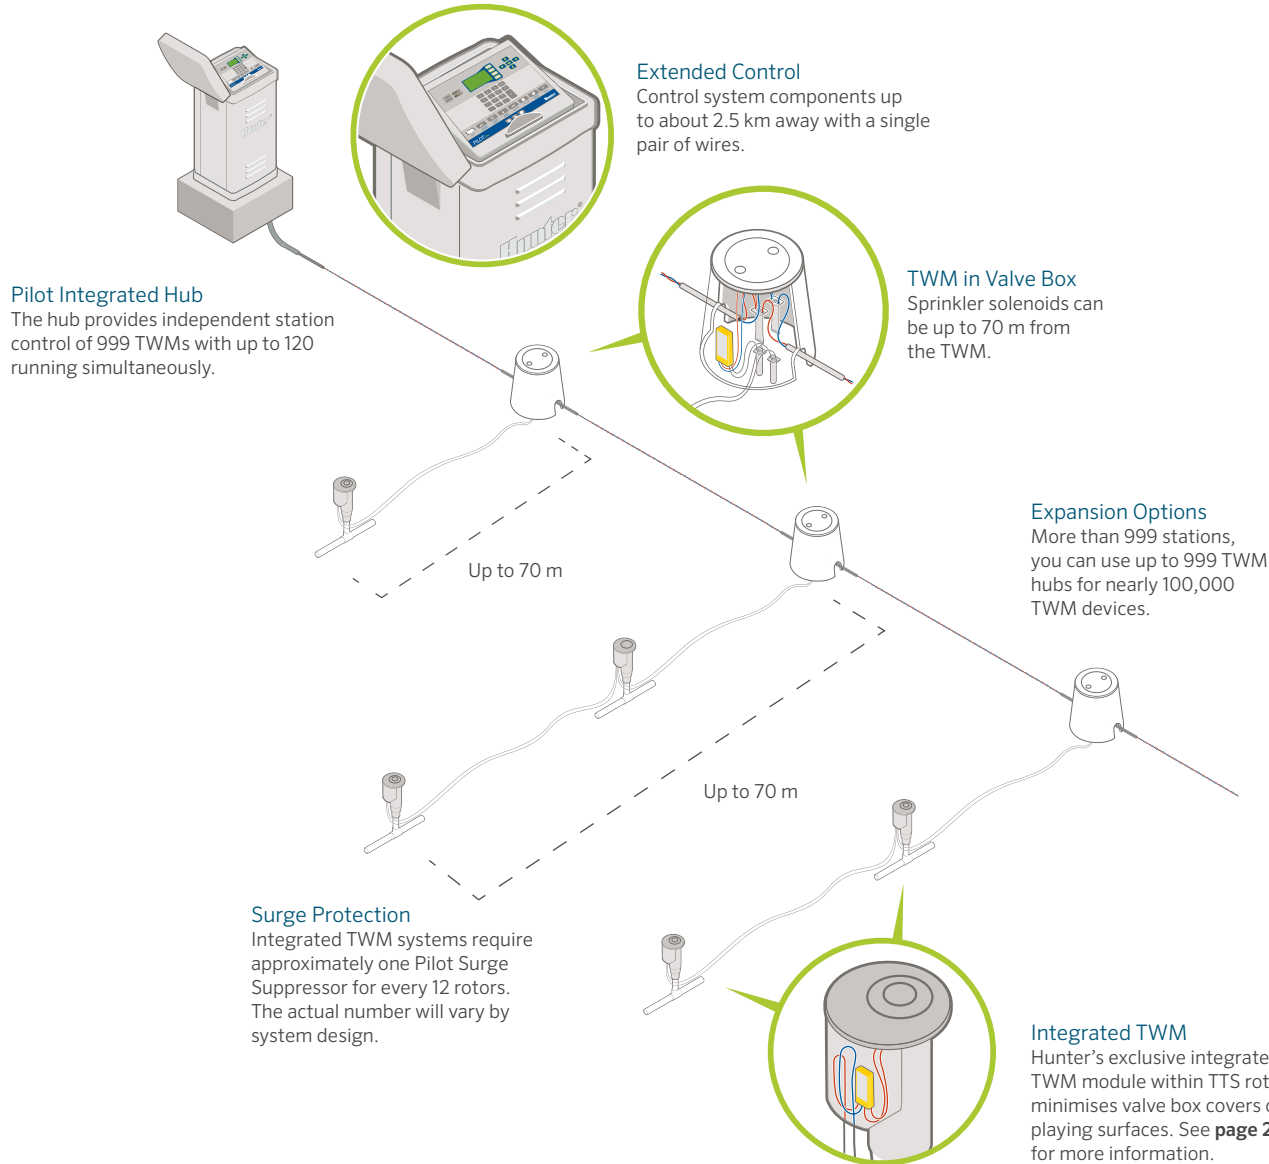 Extended Control
Control system components up
to about 2.5 km away with a single
pair of wires.
PILOT
Hunter
TWM in Valve Box
Sprinkler solenoids can
be up to 70 m from
the TWM.
Pilot Integrated Hub
The hub provides independent station
control of 999 TWMs with up to 120
running simultaneously.
Expansion Options
More than 999 stations,
you can use up to 999 TWM
hubs for nearly 100,000
TWM devices.
Up to 70 m
Up to 70 m
Surge Protection
Integrated TWM systems require
approximately one Pilot Surge
Suppressor for every 12 rotors.
The actual number will vary by
system design.
Integrated TWM
Hunter's exclusive integrate
TWM module within TTS rot
minimises valve box covers o
playing surfaces. See page 2
for more information.